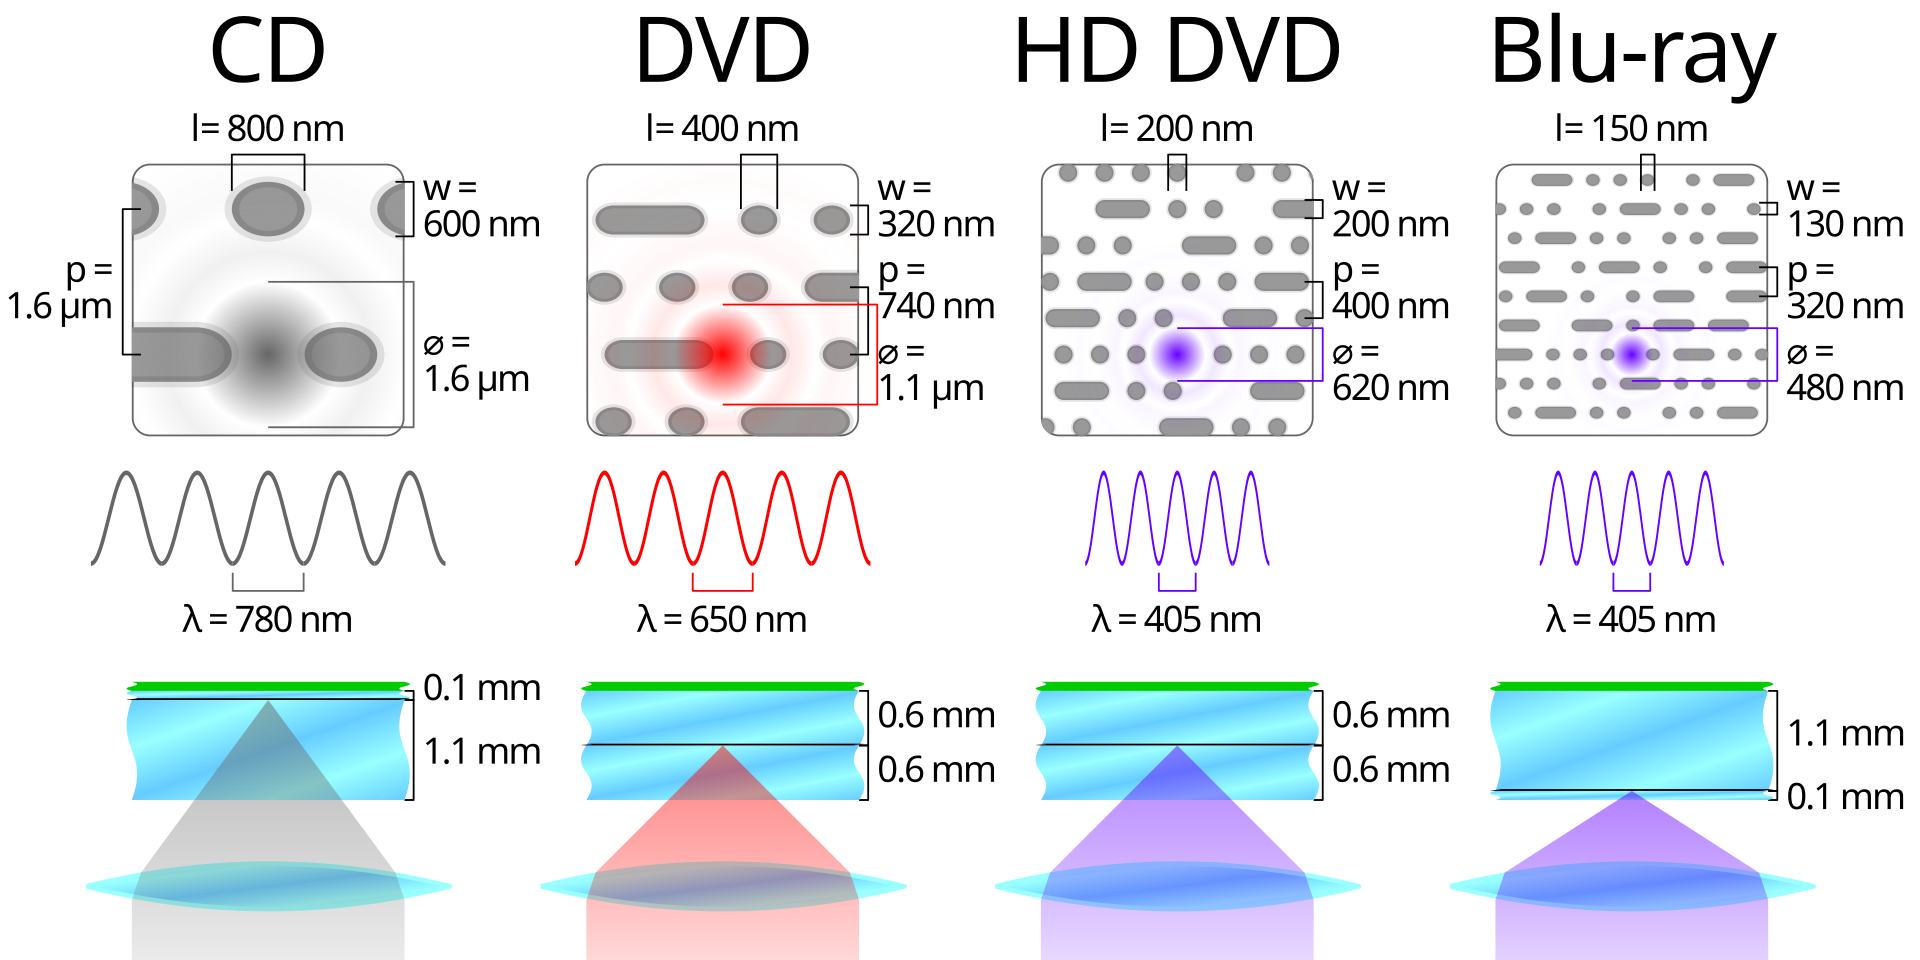 CD
DVD
HD DVD
Blu-ray
l= 800 nm
l= 400 nm
l= 200 nm
l= 150 nm
w =
600 nm
p =
1.6 µm
⌀ =
1.6 µm
w =
320 nm
p =
740 nm
⌀ =
1.1 µm
w =
200 nm
p =
400 nm
⌀ =
620 nm
w =
130 nm
p =
320 nm
⌀ =
480 nm
λ = 780 nm
λ = 650 nm
λ = 405 nm
λ = 405 nm
0.1 mm
1.1 mm
0.6 mm
0.6 mm
0.6 mm
0.6 mm
1.1 mm
0.1 mm